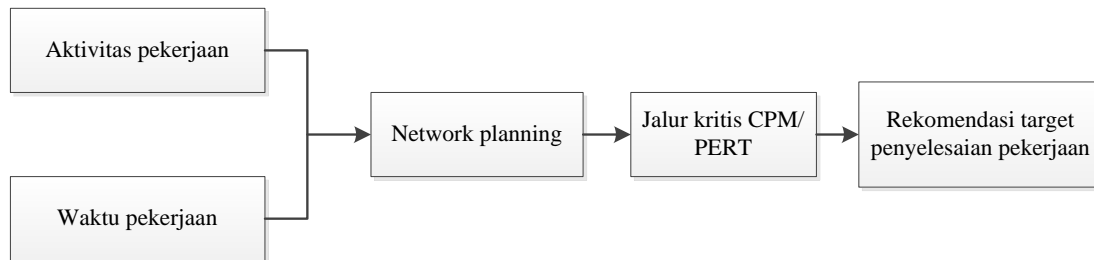 Aktivitas pekerjaan
Waktu pekerjaan
Network planning
Jalur kritis CPM/
PERT
Rekomendasi target
penyelesaian pekerjaan